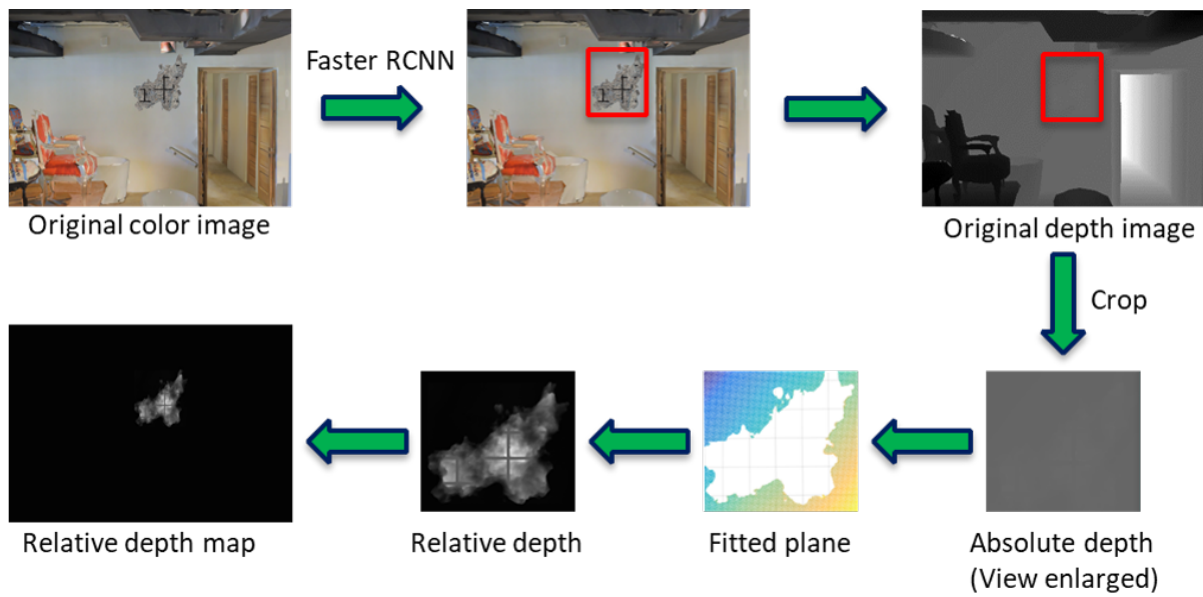 Faster RCNN
Original color image
Original depth image
Crop
Relative depth map
Relative depth
Fitted plane
Absolute depth
(View enlarged)